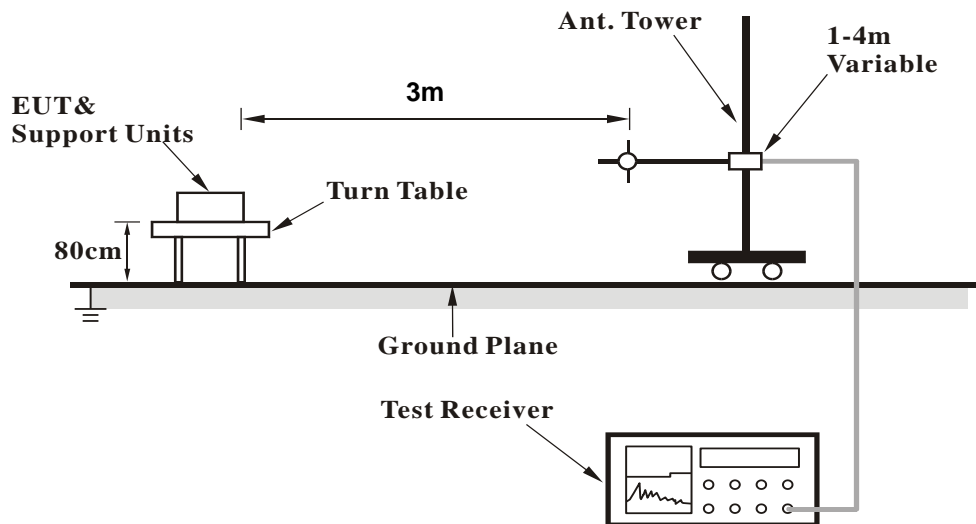 Ant. Tower
1-4m
Variable
3m
EUT&
Support Units
Turn Table
80cm
Ground Plane
Test Receiver